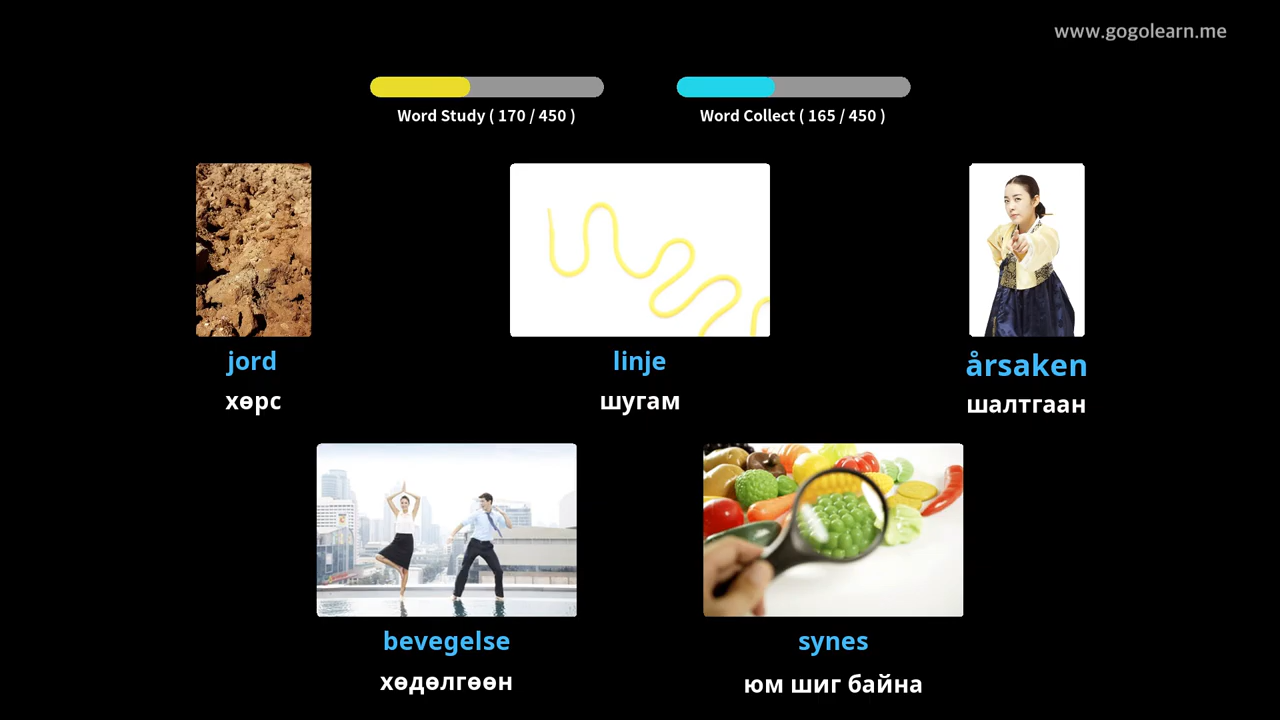 www.gogolearn.me
Word Study ( 170 / 450 )
Word Collect ( 165 / 450 )
jord
linje
årsaken
хөрс
шугам
шалтгаан
bevegelse
synes
хөдөлгөөн
юм шиг байна